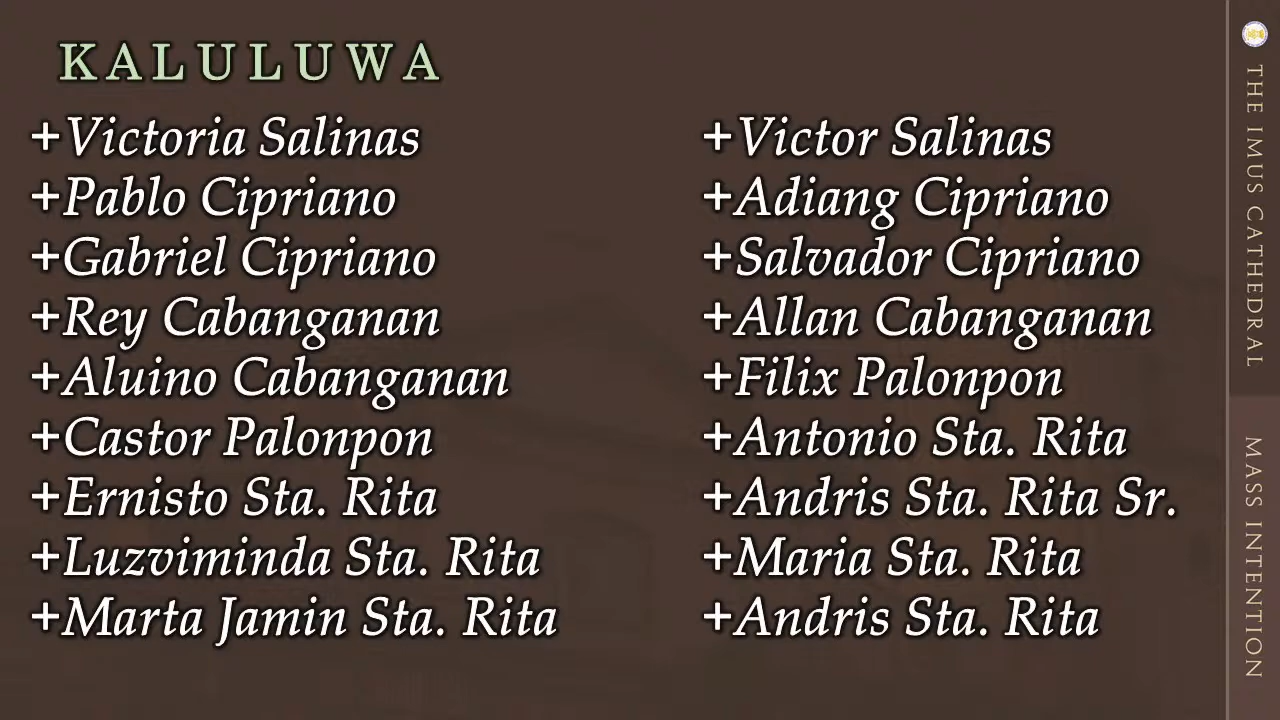 KALULUWA
+Victoria Salinas
+Pablo Cipriano
+Gabriel Cipriano
+Rey Cabanganan
+Aluino Cabanganan
+Castor Palonpon
+Ernisto Sta. Rita
+Luzviminda Sta. Rita
+Marta Jamin Sta. Rita
+Victor Salinas
+Adiang Cipriano
+Salvador Cipriano
+Allan Cabanganan
+Filix Palonpon
+Antonio Sta. Rita
+Andris Sta. Rita Sr.
+Maria Sta. Rita
+Andris Sta. Rita
THE IMUS CATHEDRAL
MASS INTENTION